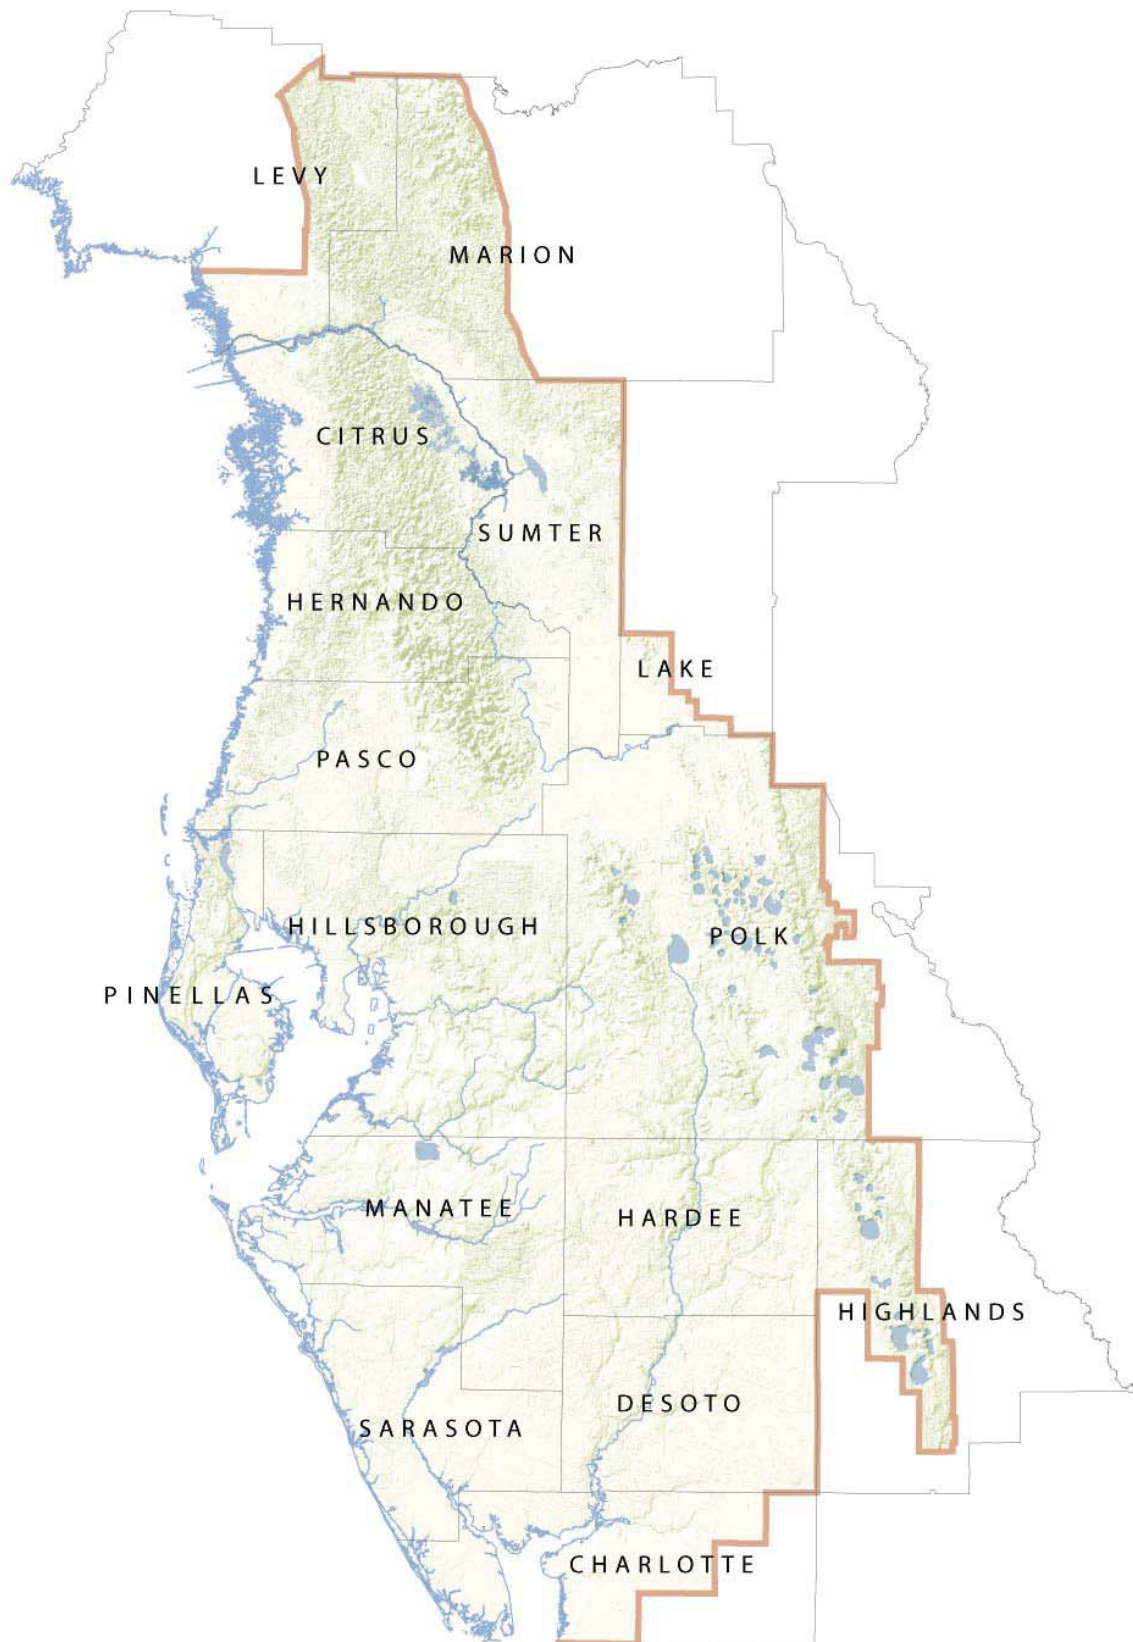 LEVY
MARION
CITRUS
SUMTER
HERNANDO
LAKE
PASCO
HILLSBOROUGH
POLK
PINELLAS
MANATEE
HARDEE
HIGHLANDS
DESOTO
SARASOTA
CHARLOTTE